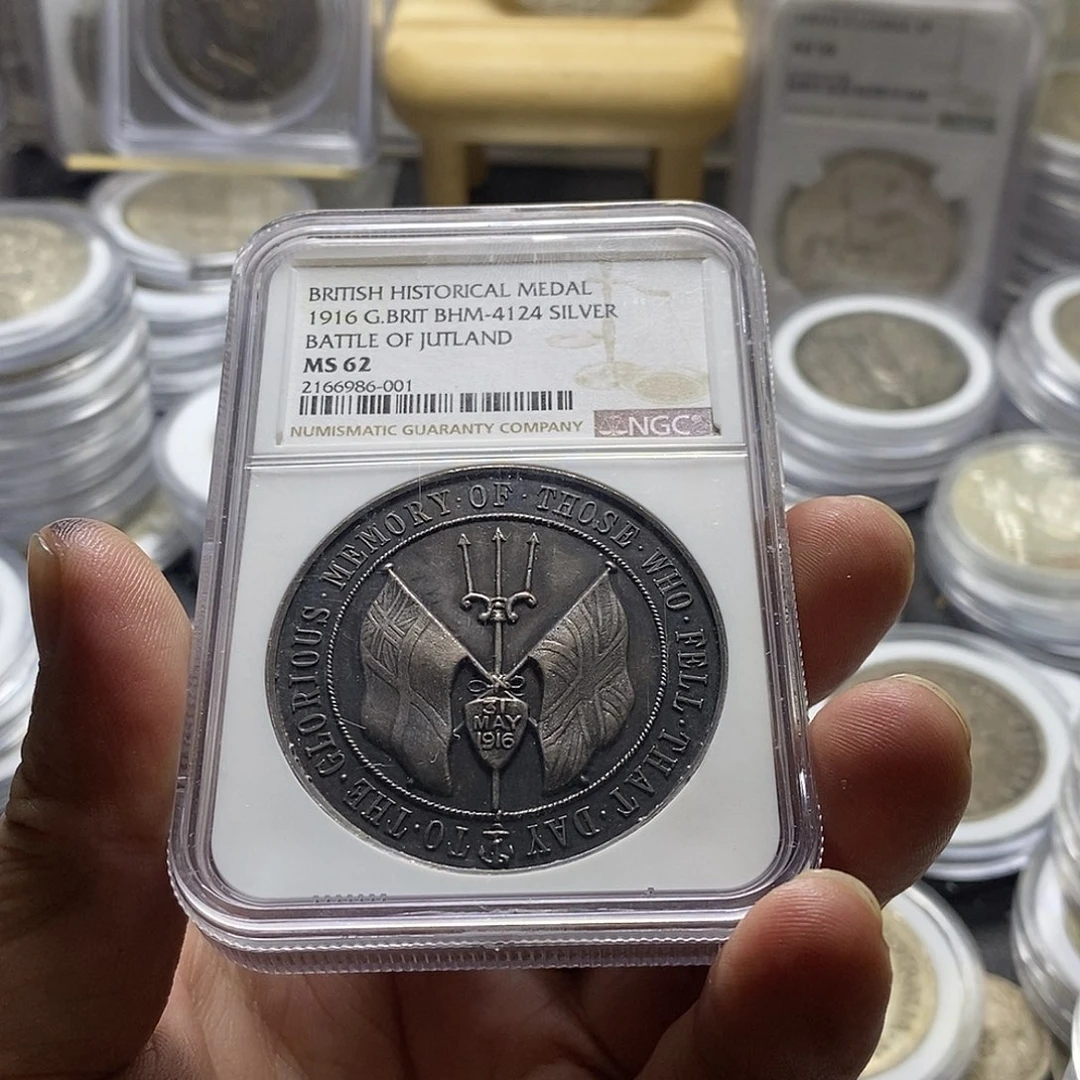 BRITISH HISTORICAL MEDAL
1916 G.BRIT BHM-4124 SILVER
BATTLE OF JUTLAND
MS 62
2166986-001
NUMISMATIC GUARANTY COMPANY
NGC
TO·THE·GLORIOUS·MEMORY·OF·THOSE·WHO·FELL·THAT·DAY
31
MAY
1916